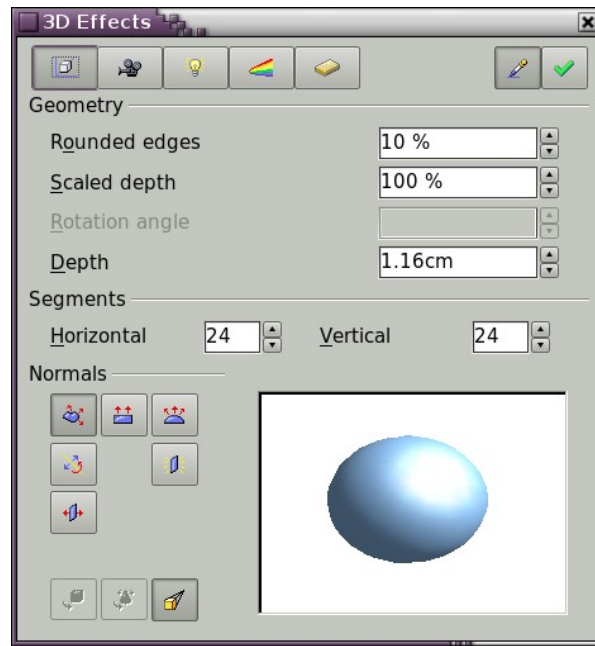 3D Effects
Geometry
Rounded edges 10 %
Scaled depth 100 %
Rotation angle
Depth 1.16cm
Segments
Horizontal 24 Vertical 24
Normals